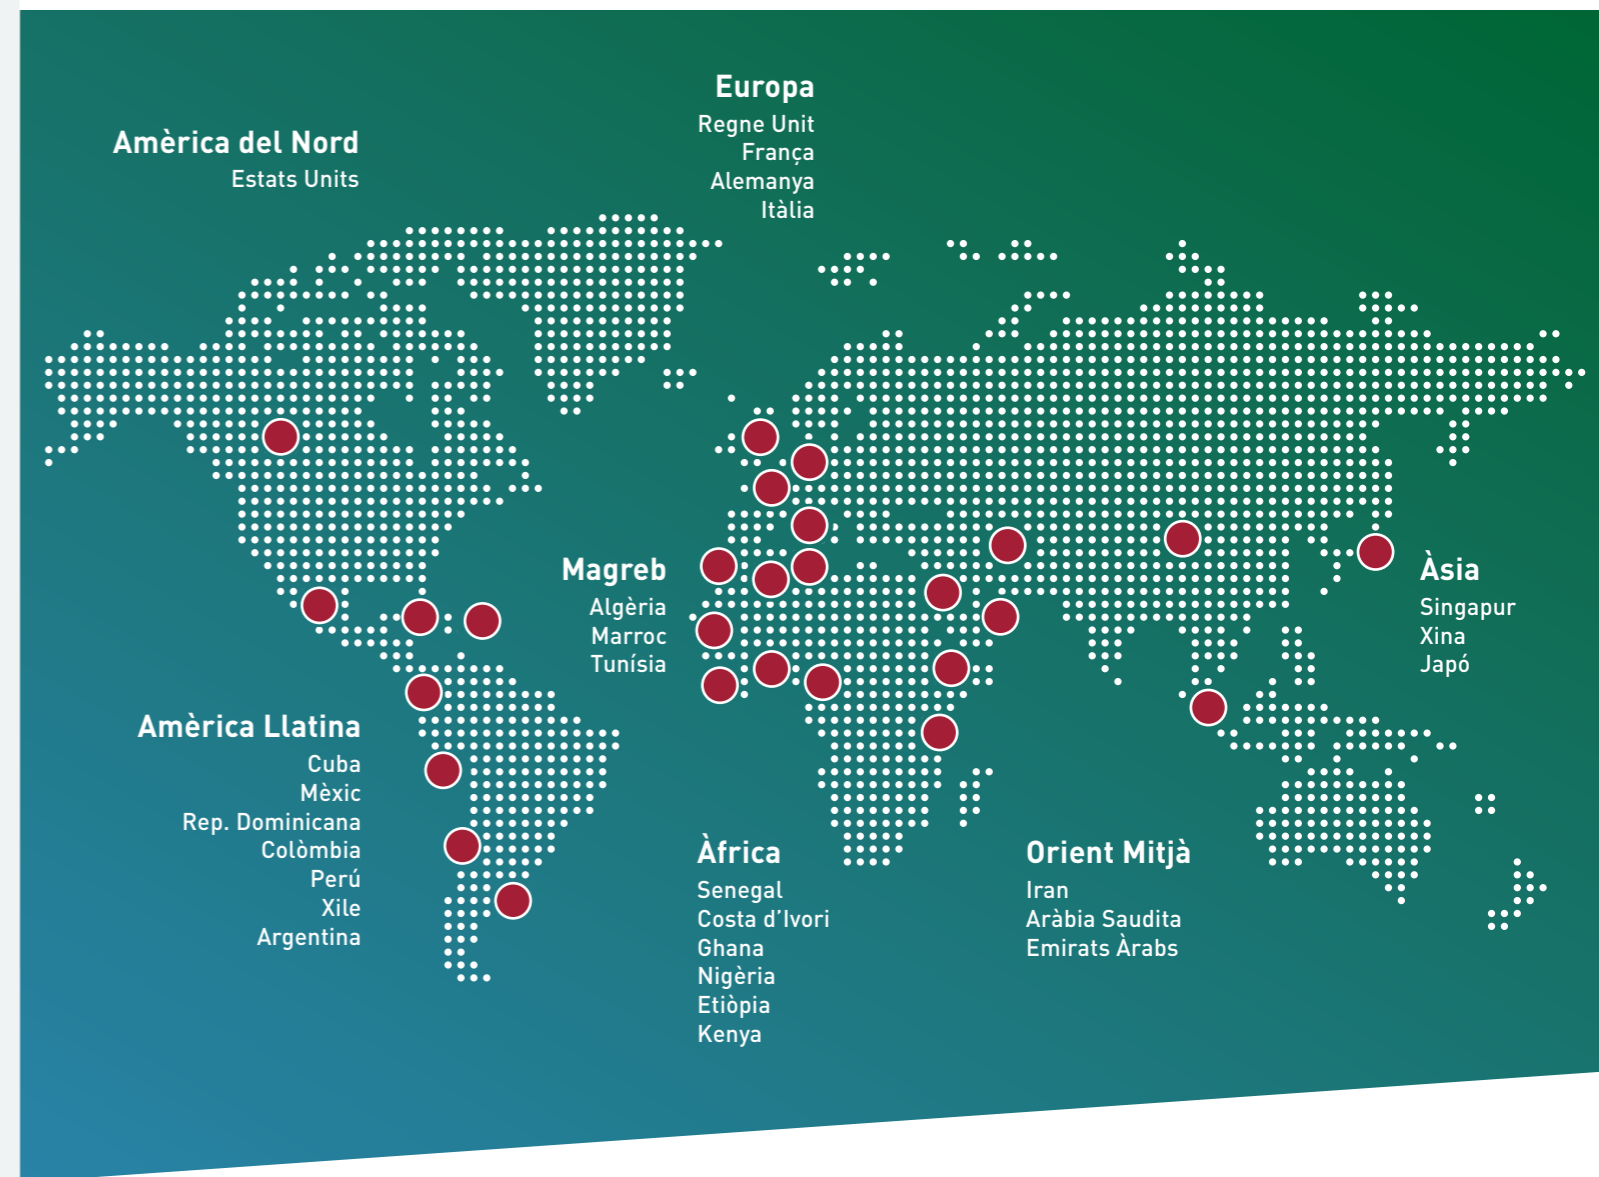 Europa
Regne Unit
França
Alemanya
Itàlia
Amèrica del Nord
Estats Units
Magreb
Algèria
Marroc
Tunísia
Àsia
Singapur
Xina
Japó
Amèrica Llatina
Cuba
Mèxic
Rep. Dominicana
Colòmbia
Perú
Xile
Argentina
Àfrica
Senegal
Costa d’Ivori
Ghana
Nigèria
Etiòpia
Kenya
Orient Mitjà
Iran
Aràbia Saudita
Emirats Àrabs